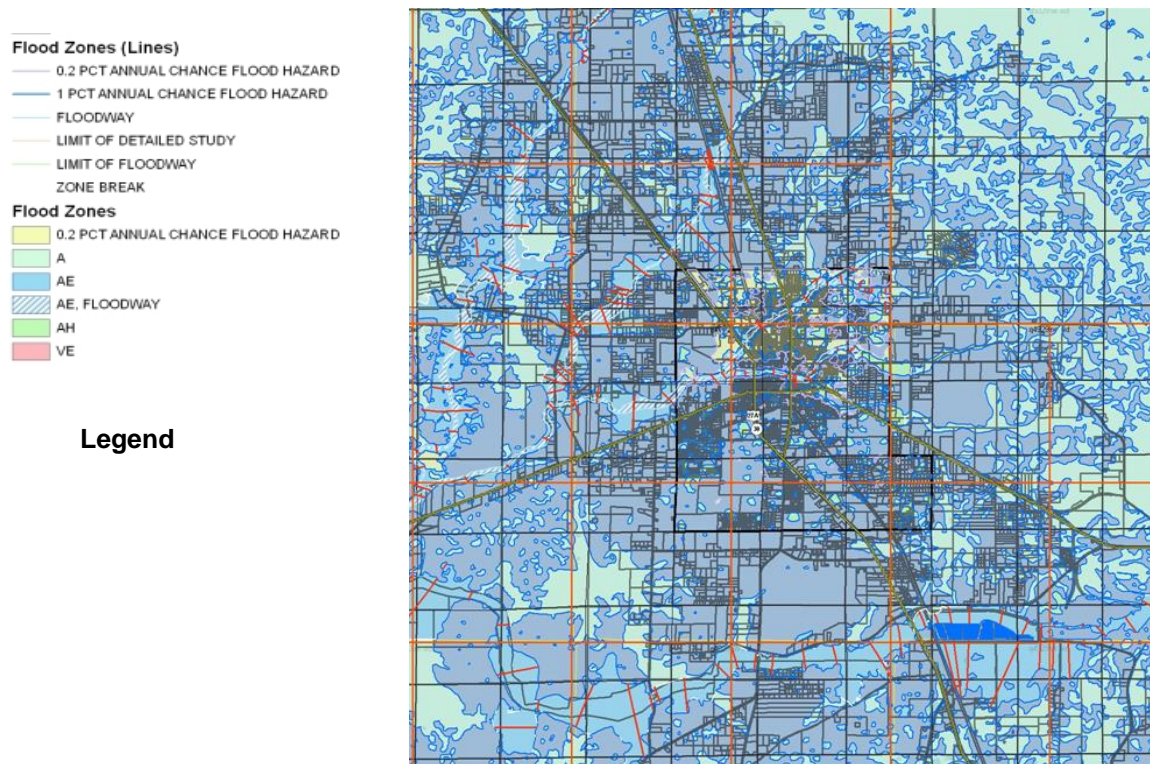 Flood Zones (Lines)
0.2 PCT ANNUAL CHANCE FLOOD HAZARD
1 PCT ANNUAL CHANCE FLOOD HAZARD
FLOODWAY
LIMIT OF DETAILED STUDY
LIMIT OF FLOODWAY
ZONE BREAK
Flood Zones
0.2 PCT ANNUAL CHANCE FLOOD HAZARD
A
AE
AE, FLOODWAY
AH
VE
Legend